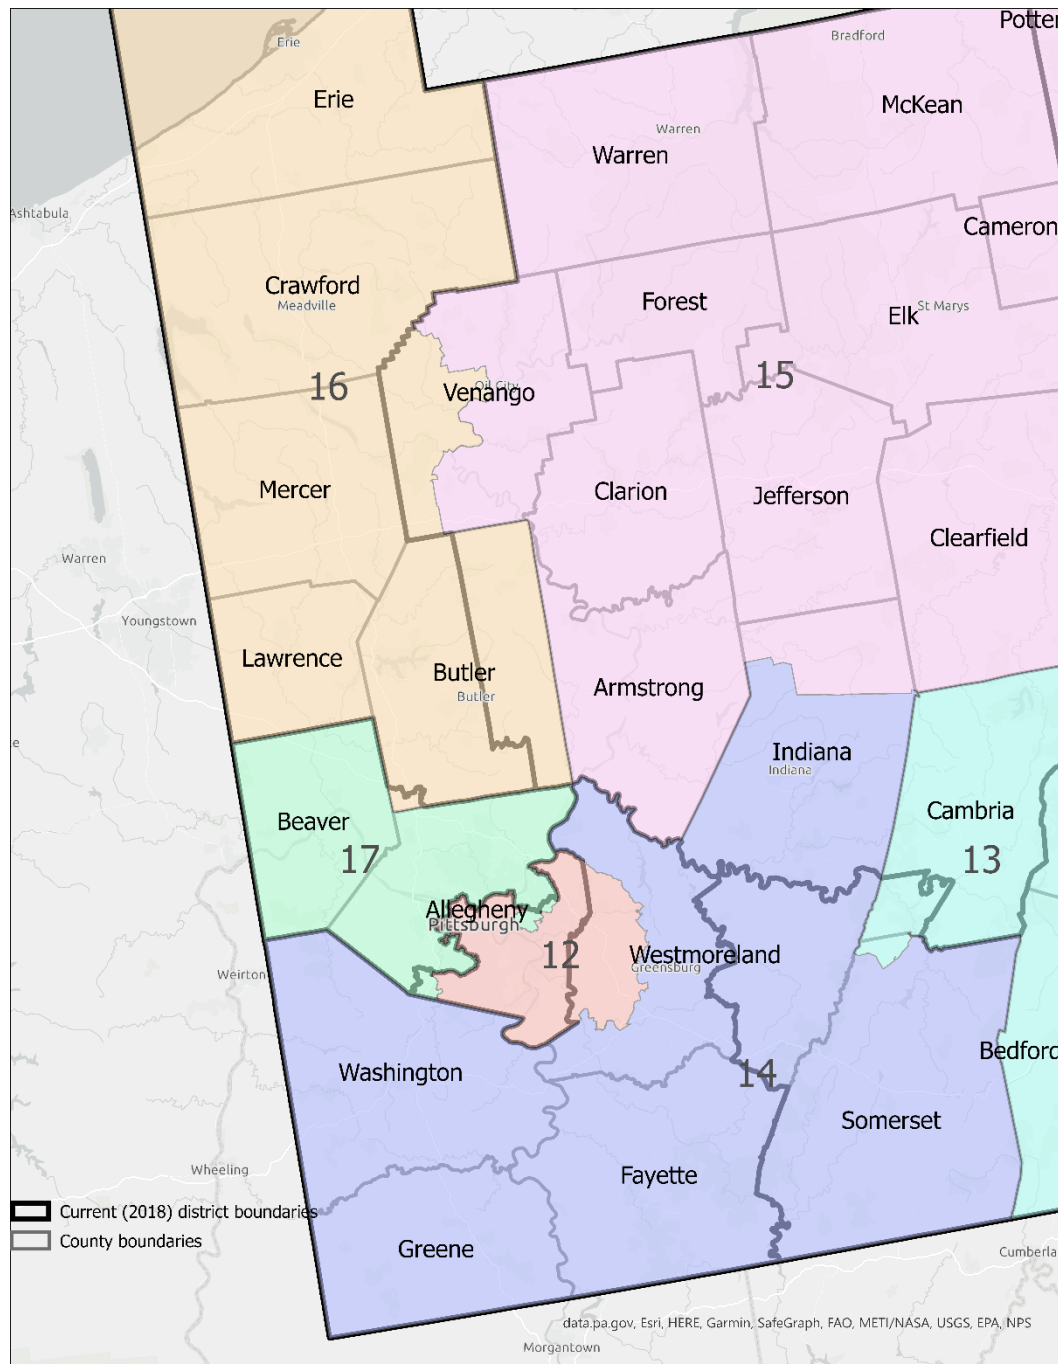 Potter
Erie
Bradford
Erie
McKean
Warren
Warren
Ashtabula
Cameron
Crawford
Meadville
Forest
St Marys
Elk
15
16
Oil City
Venango
Mercer
Clarion
Jefferson
Clearfield
Warren
Youngstown
Lawrence
Butler
Butler
Armstrong
Indiana
Indiana
Beaver
Cambria
17
13
Allegheny
Pittsburgh
12
Westmoreland
Greensburg
Weirton
Bedford
Washington
14
Somerset
Wheeling
Fayette
Current (2018) district boundaries
County boundaries
Greene
Cumberla
data.pa.gov, Esri, HERE, Garmin, SafeGraph, FAO, METI/NASA, USGS, EPA, NPS
Morgantown